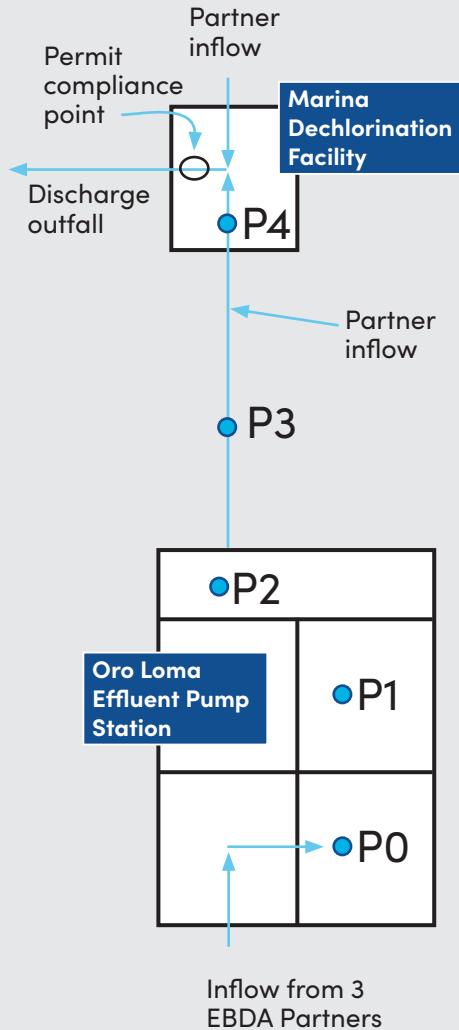 Partner
inflow
Permit
compliance
point
Marina
Dechlorination
Facility
Discharge
outfall
P4
Partner
inflow
P3
P2
Oro Loma
Effluent Pump
Station
P1
P0
Inflow from 3
EBDA Partners